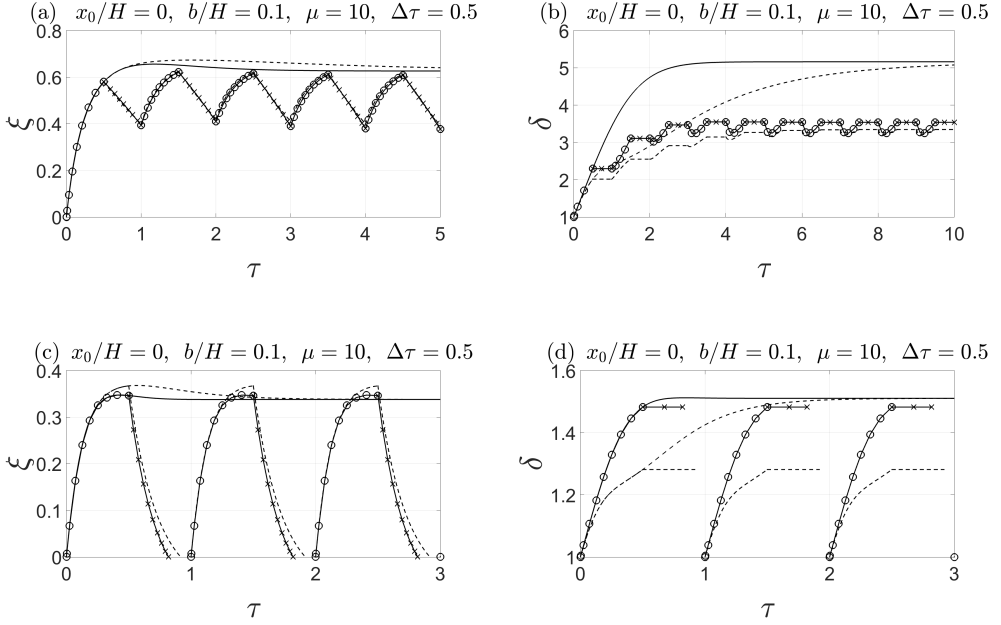 (a) x₀/H = 0, b/H = 0.1, μ = 10, Δτ = 0.5
0.8
0.6
0.4
0.2
0
ξ
0 1 2 3 4 5
τ
(b) x₀/H = 0, b/H = 0.1, μ = 10, Δτ = 0.5
6
5
4
3
2
1
δ
0 2 4 6 8 10
τ
(c) x₀/H = 0, b/H = 0.1, μ = 10, Δτ = 0.5
0.4
0.3
0.2
0.1
0
ξ
0 1 2 3
τ
(d) x₀/H = 0, b/H = 0.1, μ = 10, Δτ = 0.5
1.6
1.4
1.2
1
δ
0 1 2 3
τ